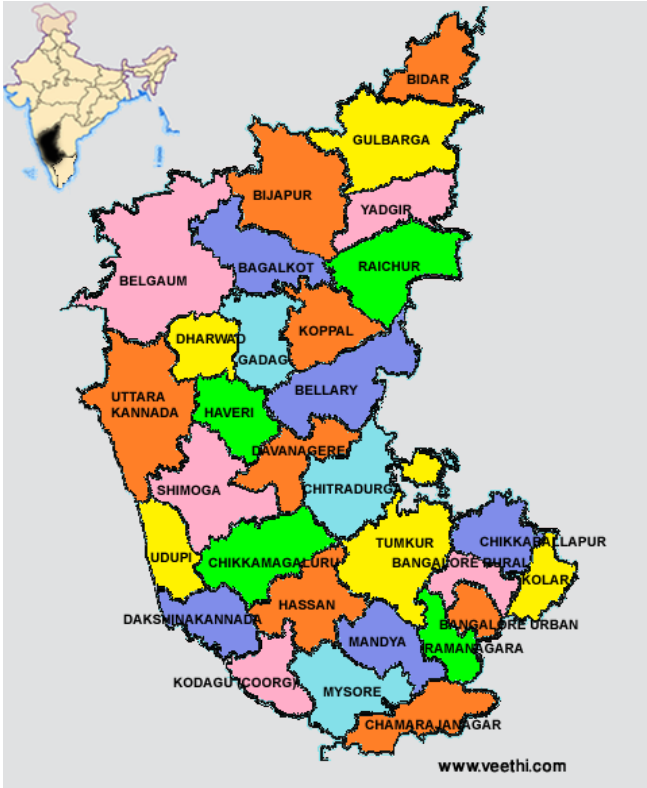 BIDAR
GULBARGA
BIJAPUR
YADGIR
RAICHUR
BAGALKOT
BELGAUM
KOPPAL
DHARWAD
GADAG
BELLARY
UTTARA
KANNADA
HAVERI
DAVANAGERE
SHIMOGA
CHITRADURGA
TUMKUR
CHIKKABALLAPUR
UDUPI
CHIKKAMAGALURU
BANGALORE RURAL
KOLAR
HASSAN
DAKSHINAKANNADA
BANGALORE URBAN
MANDYA
RAMANAGARA
KODAGU (COORG)
MYSORE
CHAMARAJANAGAR
www.veethi.com